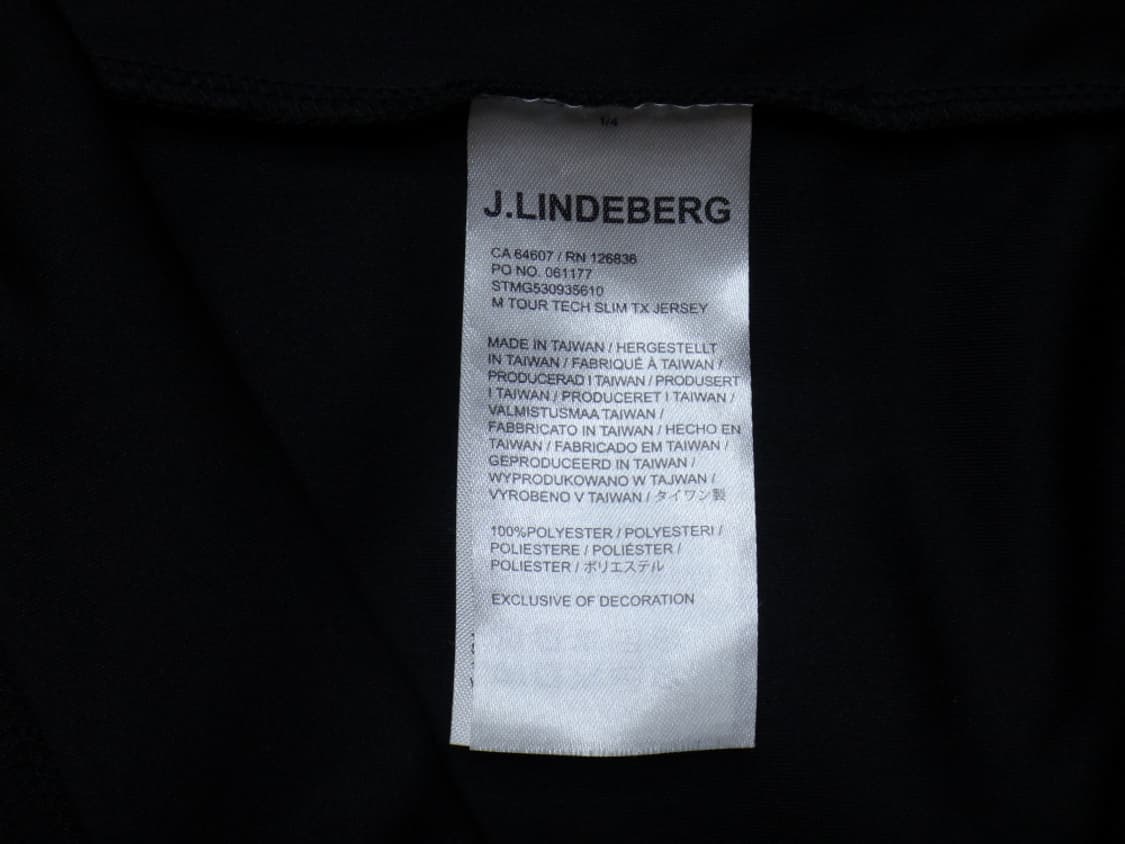 1/4
J.LINDEBERG
CA 64607 / RN 126836
PO NO. 061177
STMG530935610
M TOUR TECH SLIM TX JERSEY
MADE IN TAIWAN / HERGESTELLT
IN TAIWAN / FABRIQUÉ À TAIWAN /
PRODUCERAD I TAIWAN / PRODUSERT
I TAIWAN / PRODUCERET I TAIWAN /
VALMISTUSMAA TAIWAN /
FABBRICATO IN TAIWAN / HECHO EN
TAIWAN / FABRICADO EM TAIWAN /
GEPRODUCEERD IN TAIWAN /
WYPRODUKOWANO W TAJWAN /
VYROBENO V TAIWAN / タイワン製
100%POLYESTER / POLYESTERI /
POLIESTERE / POLIÉSTER /
POLIESTER / ポリエステル
EXCLUSIVE OF DECORATION